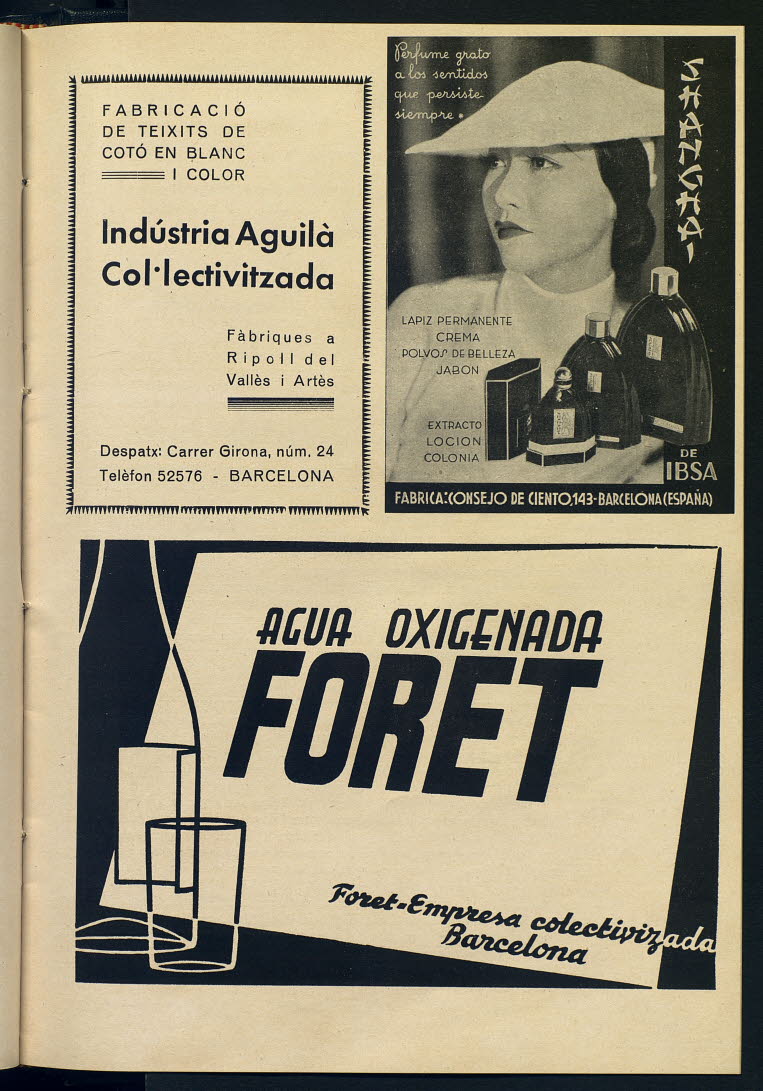 FABRICACIÓ
DE TEIXITS DE
COTÓ EN BLANC
I COLOR
Indústria Aguilà
Col·lectivitzada
Fàbriques a
Ripoll del
Vallès i Artès
Despatx: Carrer Girona, núm. 24
Telèfon 52576 - BARCELONA
Perfume grato
a los sentidos
que persiste
siempre.
SHANGHAI
LAPIZ PERMANENTE
CREMA
POLVOS DE BELLEZA
JABON
EXTRACTO
LOCION
COLONIA
DE
IBSA
FABRICA: CONSEJO DE CIENTO, 143-BARCELONA (ESPAÑA)
AGUA OXIGENADA
FORET
Foret-Empresa colectivizada
Barcelona